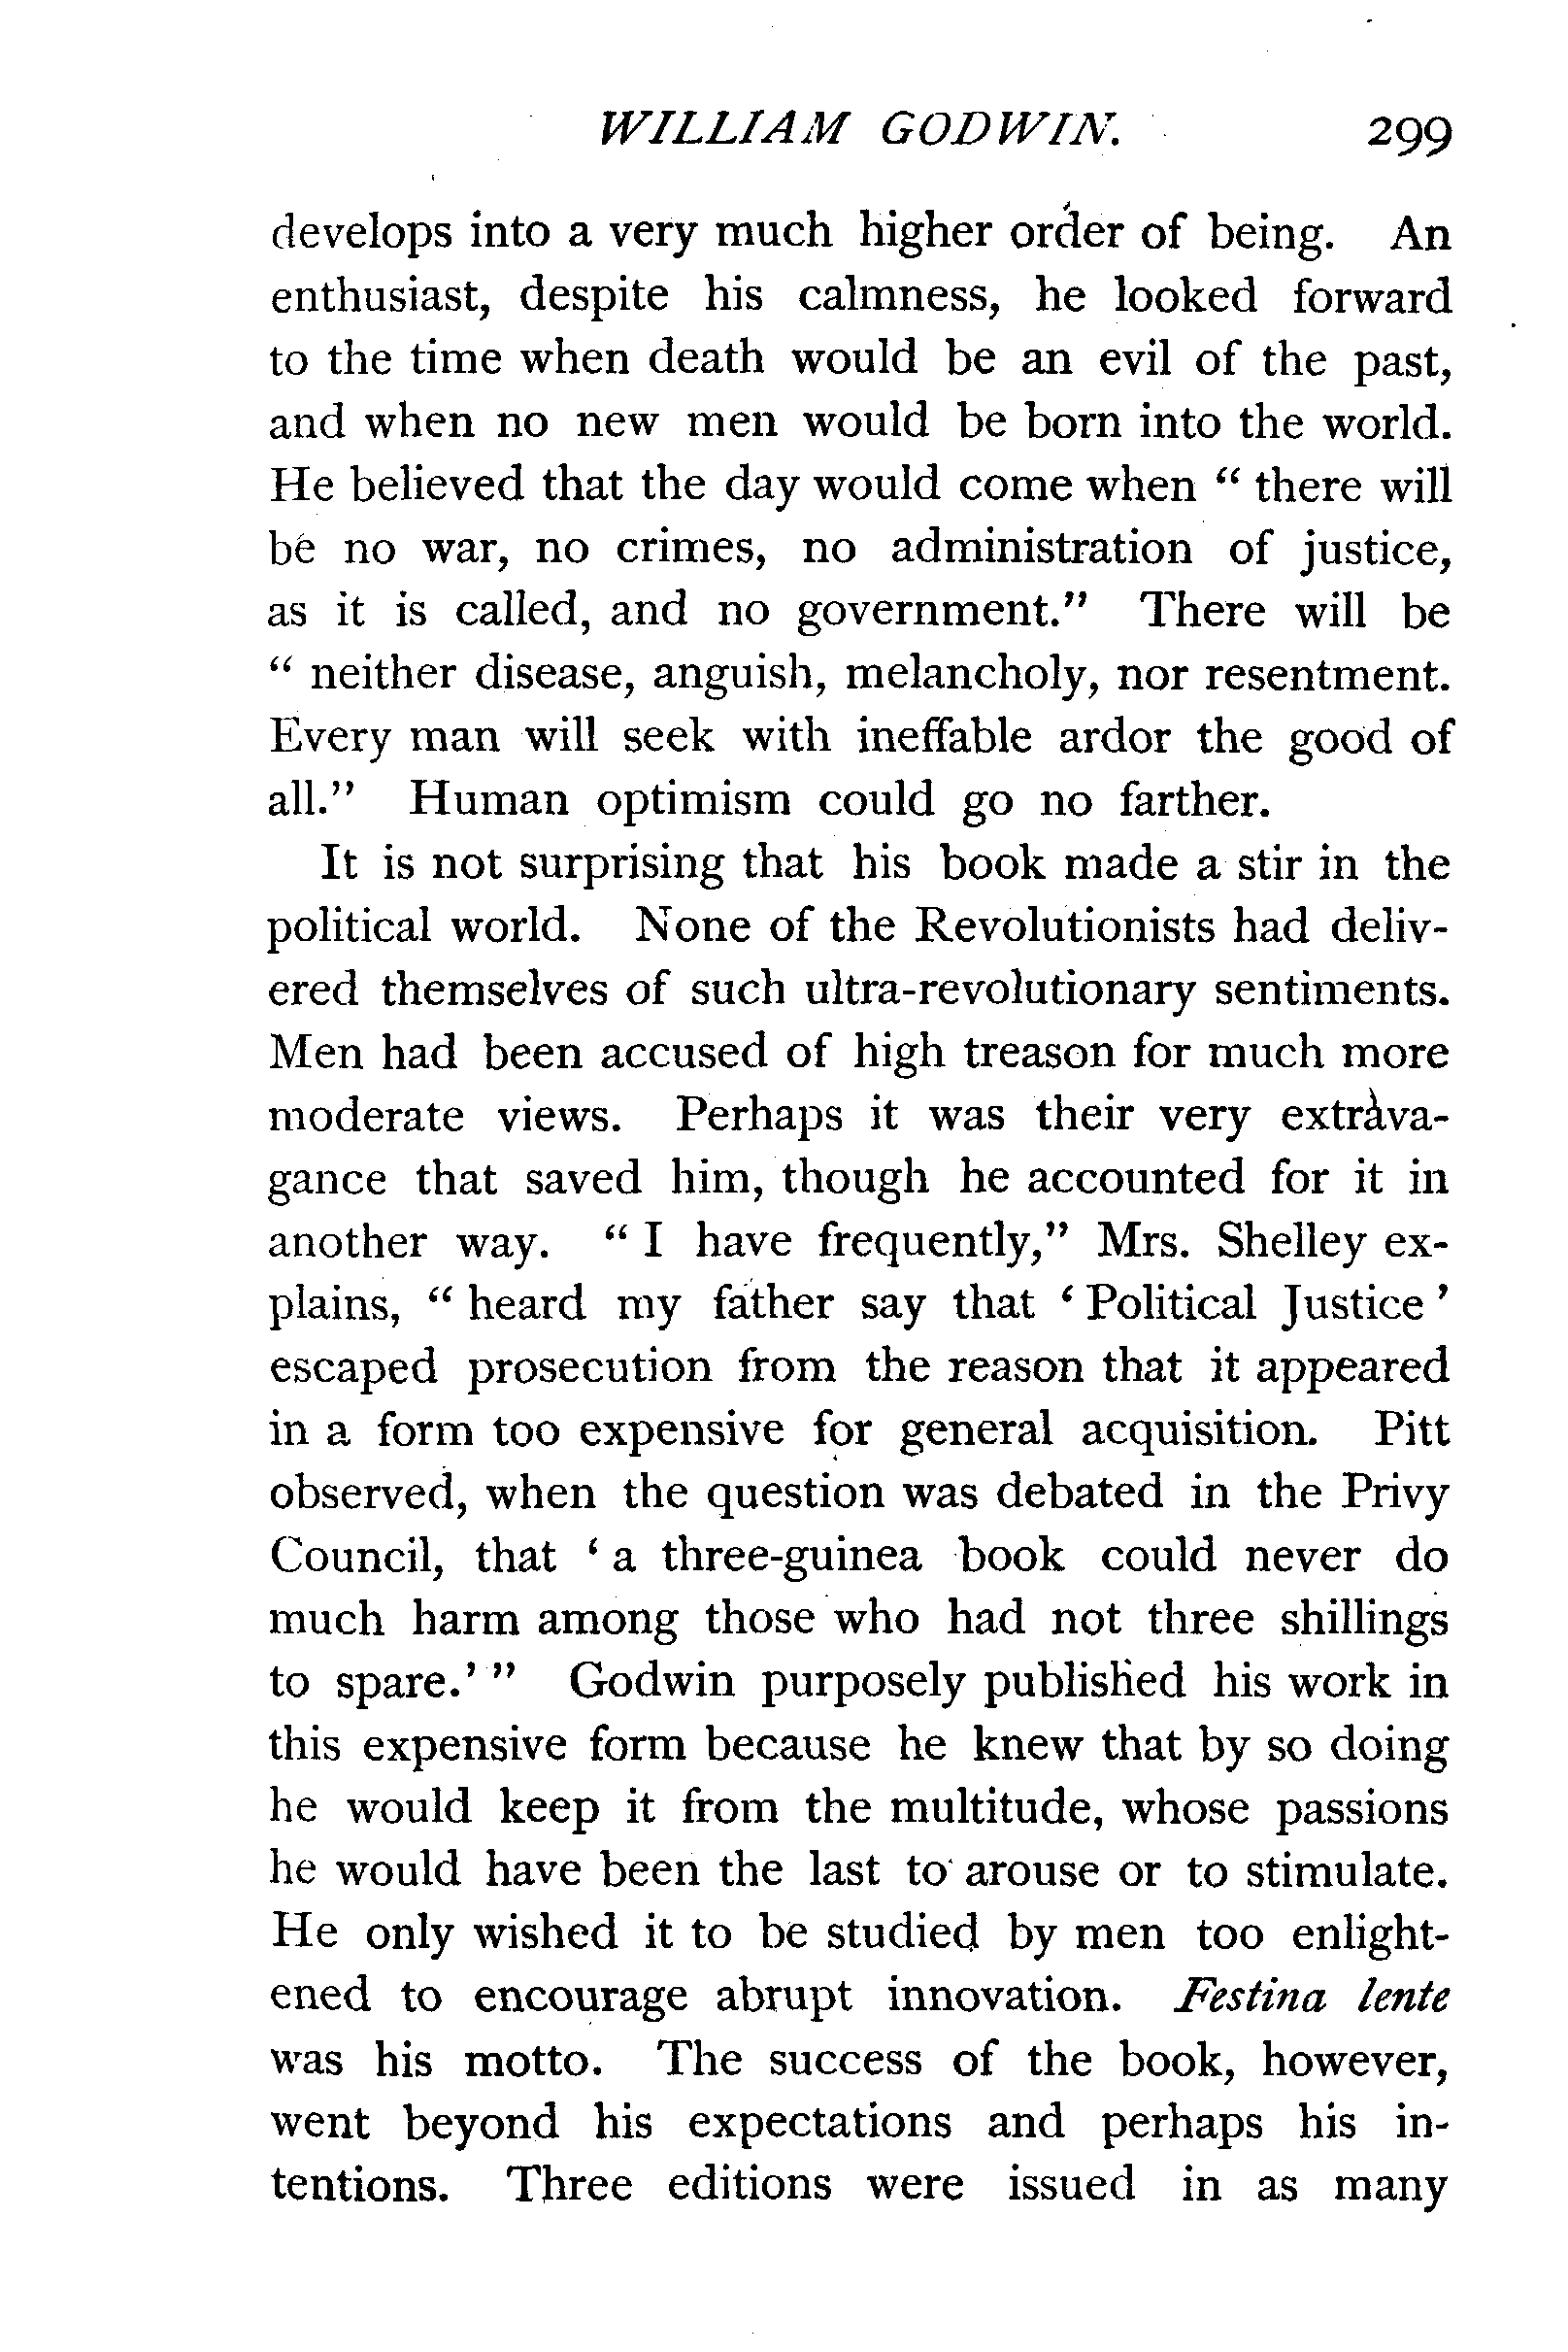 WILLIAM GODWIN. 299
develops into a very much higher order of being. An
enthusiast, despite his calmness, he looked forward
to the time when death would be an evil of the past,
and when no new men would be born into the world.
He believed that the day would come when “ there will
be no war, no crimes, no administration of justice,
as it is called, and no government.” There will be
“ neither disease, anguish, melancholy, nor resentment.
Every man will seek with ineffable ardor the good of
all.” Human optimism could go no farther.
It is not surprising that his book made a stir in the
political world. None of the Revolutionists had deliv-
ered themselves of such ultra-revolutionary sentiments.
Men had been accused of high treason for much more
moderate views. Perhaps it was their very extrava-
gance that saved him, though he accounted for it in
another way. “ I have frequently,” Mrs. Shelley ex-
plains, “ heard my father say that ‘ Political Justice ’
escaped prosecution from the reason that it appeared
in a form too expensive for general acquisition. Pitt
observed, when the question was debated in the Privy
Council, that ‘ a three-guinea book could never do
much harm among those who had not three shillings
to spare.’ ” Godwin purposely published his work in
this expensive form because he knew that by so doing
he would keep it from the multitude, whose passions
he would have been the last to arouse or to stimulate.
He only wished it to be studied by men too enlight-
ened to encourage abrupt innovation. Festina lente
was his motto. The success of the book, however,
went beyond his expectations and perhaps his in-
tentions. Three editions were issued in as many